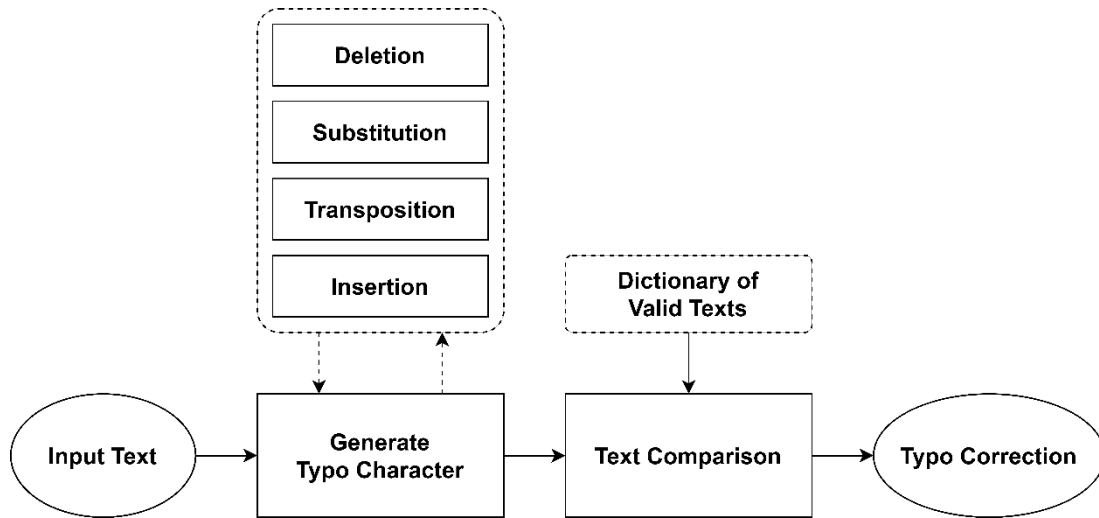 Deletion
Substitution
Transposition
Insertion
Dictionary of
Valid Texts
Input Text
Generate
Typo Character
Text Comparison
Typo Correction